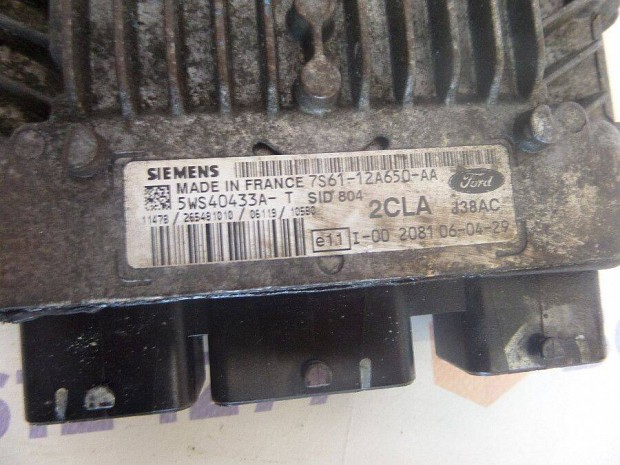 SIEMENS
MADE IN FRANCE 7S61-12A650-AA
5WS40433A- T SID 804
Ford
2CLA J38AC
11478 / 265481010 / 06119 / 10580
e11 I-00 2081 06-04-29